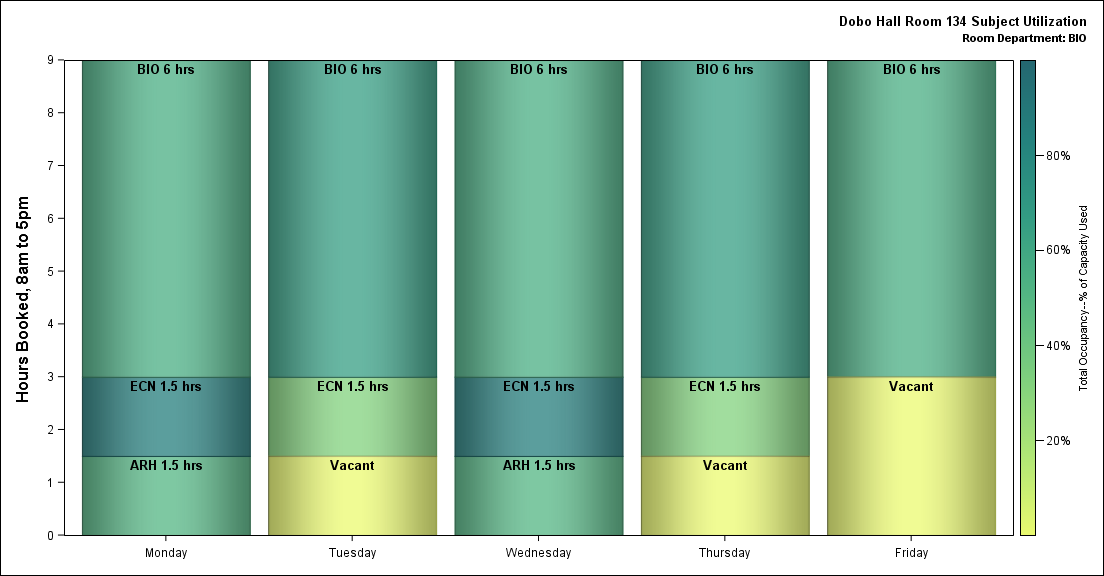 Dobo Hall Room 134 Subject Utilization
Room Department: BIO
Hours Booked, 8am to 5pm
9
8
7
6
5
4
3
2
1
0
BIO 6 hrs
BIO 6 hrs
BIO 6 hrs
BIO 6 hrs
BIO 6 hrs
ECN 1.5 hrs
ECN 1.5 hrs
ECN 1.5 hrs
ECN 1.5 hrs
Vacant
ARH 1.5 hrs
Vacant
ARH 1.5 hrs
Vacant
Monday
Tuesday
Wednesday
Thursday
Friday
80%
60%
40%
20%
Total Occupancy--% of Capacity Used